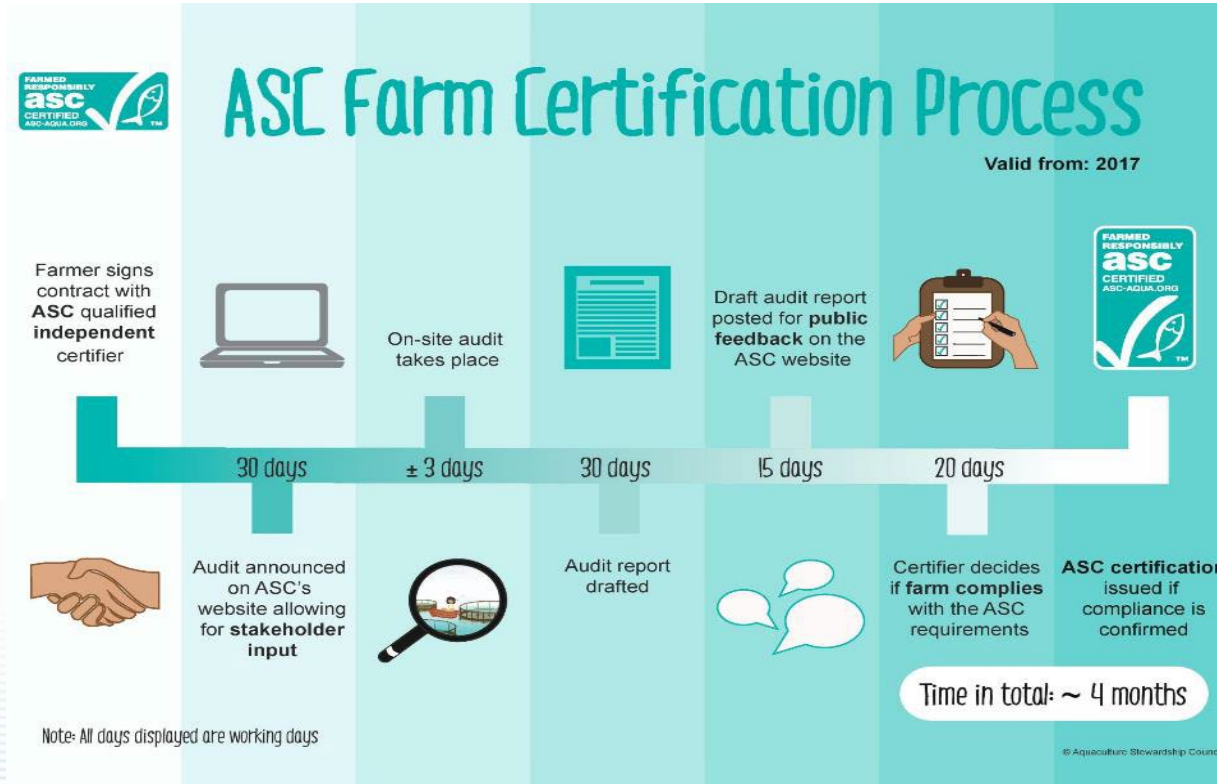 FARMED
RESPONSIBLY
asc
CERTIFIED
ASC-AQUA.ORG
TM
ASC Farm Certification Process
Valid from: 2017
Farmer signs
contract with
ASC qualified
independent
certifier
On-site audit
takes place
Draft audit report
posted for public
feedback on the
ASC website
FARMED
RESPONSIBLY
asc
CERTIFIED
ASC-AQUA.ORG
TM
30 days
± 3 days
30 days
15 days
20 days
Audit announced
on ASC's
website allowing
for stakeholder
input
Audit report
drafted
Certifier decides
if farm complies
with the ASC
requirements
ASC certification
issued if
compliance is
confirmed
Time in total: ~ 4 months
Note: All days displayed are working days
© Aquaculture Stewardship Counc